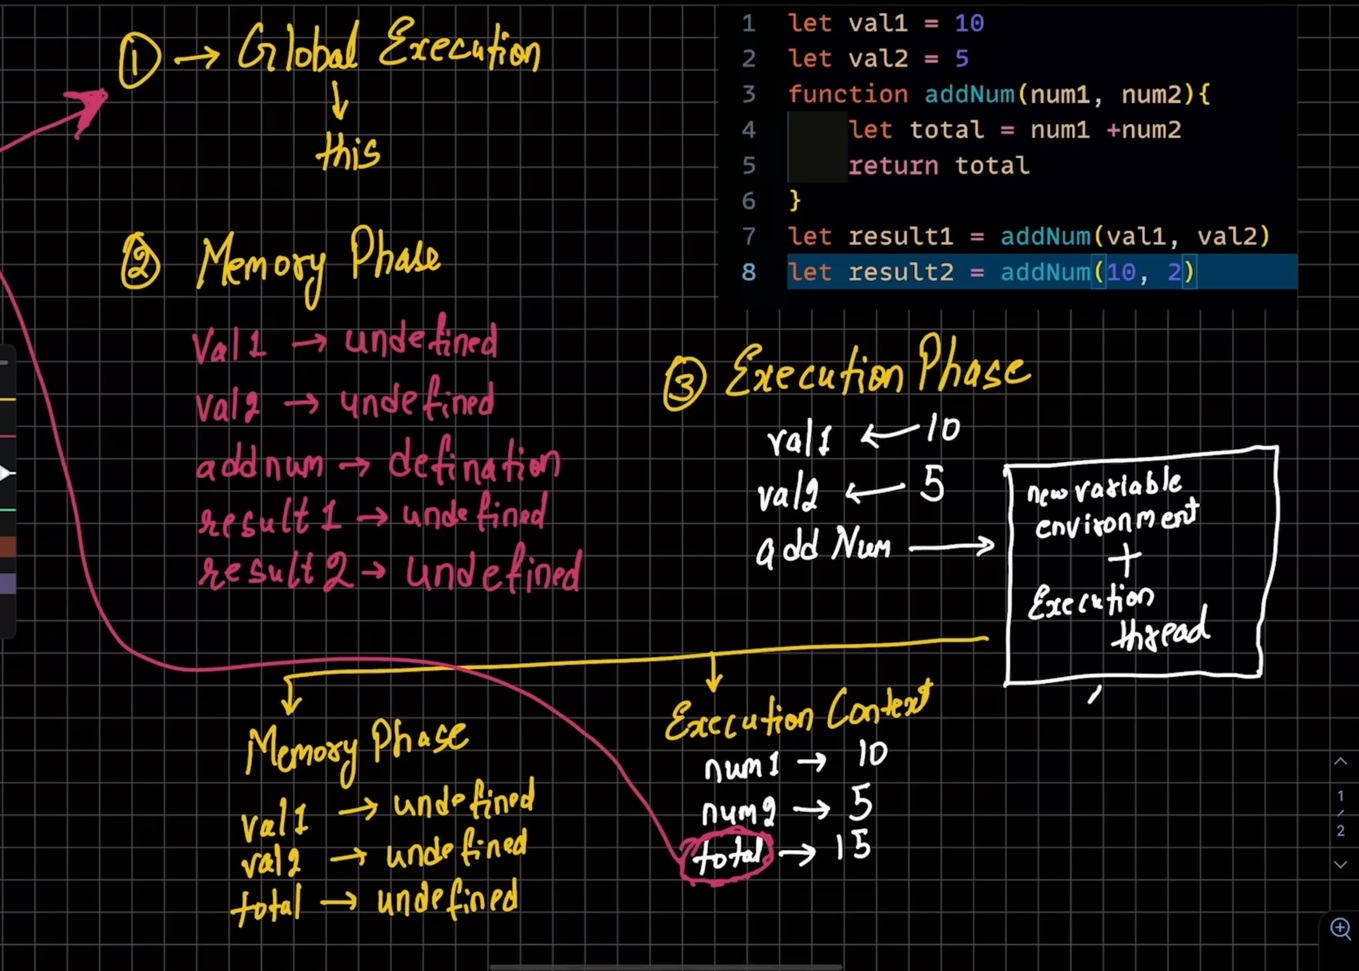 ① → Global Execution
↓
this
② Memory Phase
Val1 → undefined
val2 → undefined
addnum → defination
result1 → undefined
result2 → undefined
1 let val1 = 10
2 let val2 = 5
3 function addNum(num1, num2){
4 let total = num1 +num2
5 return total
6 }
7 let result1 = addNum(val1, val2)
8 let result2 = addNum(10, 2)
③ Execution Phase
val1 ← 10
val2 ← 5
add Num →
new variable
environment
+
Execution
thread
Memory Phase
val1 → undefined
val2 → undefined
total → undefined
Execution Context
num1 → 10
num2 → 5
total → 15
1
/
2